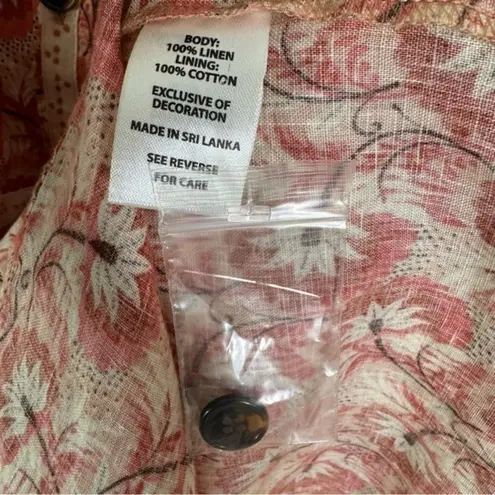 BODY:
100% LINEN
LINING:
100% COTTON
EXCLUSIVE OF
DECORATION
MADE IN SRI LANKA
SEE REVERSE
FOR CARE